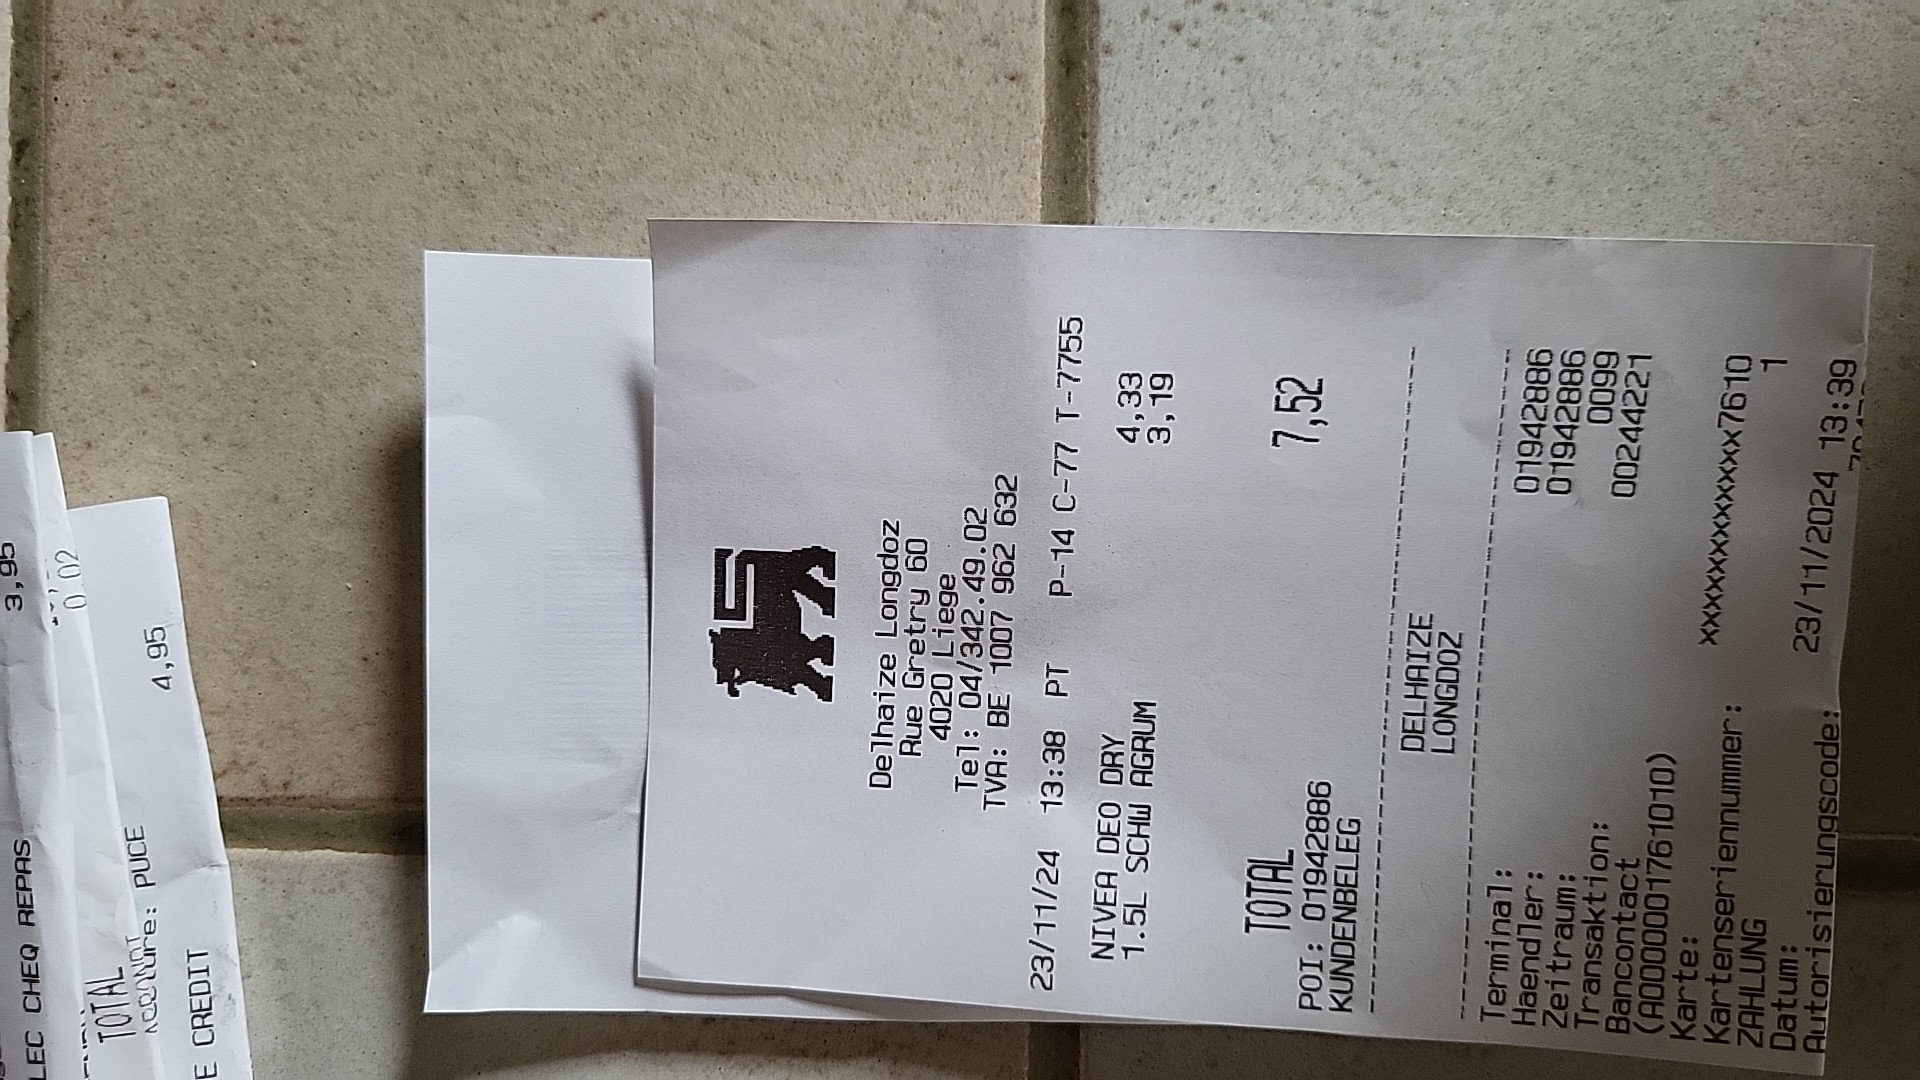 Delhaize Longdoz
Rue Gretry 60
4020 Liege
Tel: 04/342.49.02
TVA: BE 1007 962 632
23/11/24 13:38 PT P-14 C-77 T-7755
NIVEA DEO DRY 4,33
1.5L SCHW AGRUM 3,19
TOTAL 7,52
POI: 01942886
KUNDENBELEG
DELHAIZE
LONGDOZ
Terminal: 01942886
Haendler: 01942886
Zeitraum: 0099
Transaktion: 00244221
Bancontact
(A0000001761010)
Karte: xxxxxxxxxxxxx7610
Kartenseriennummer: 1
ZAHLUNG
Datum: 23/11/2024 13:39
Autorisierungscode:
LEC CHEQ REPAS 3,95
0.02
TOTAL
PUCE
E CREDIT 4,95